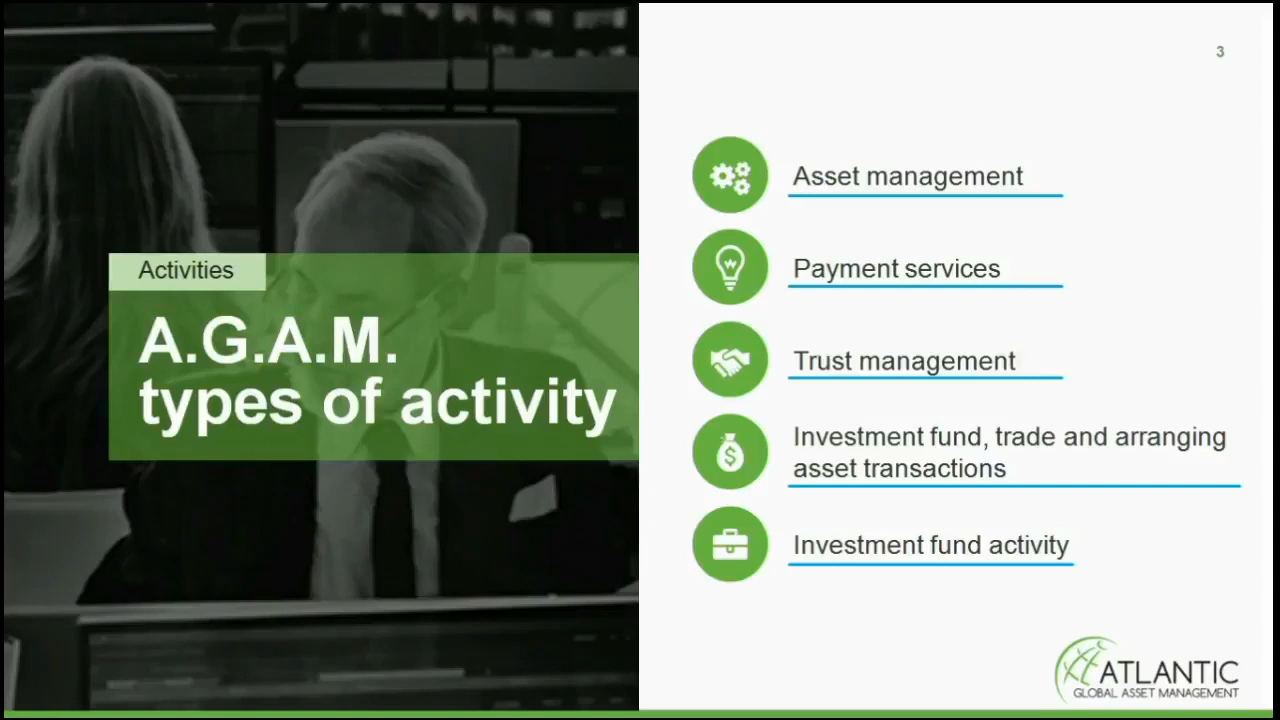 Activities
A.G.A.M.
types of activity
3
Asset management
Payment services
Trust management
Investment fund, trade and arranging
asset transactions
Investment fund activity
ATLANTIC
GLOBAL ASSET MANAGEMENT